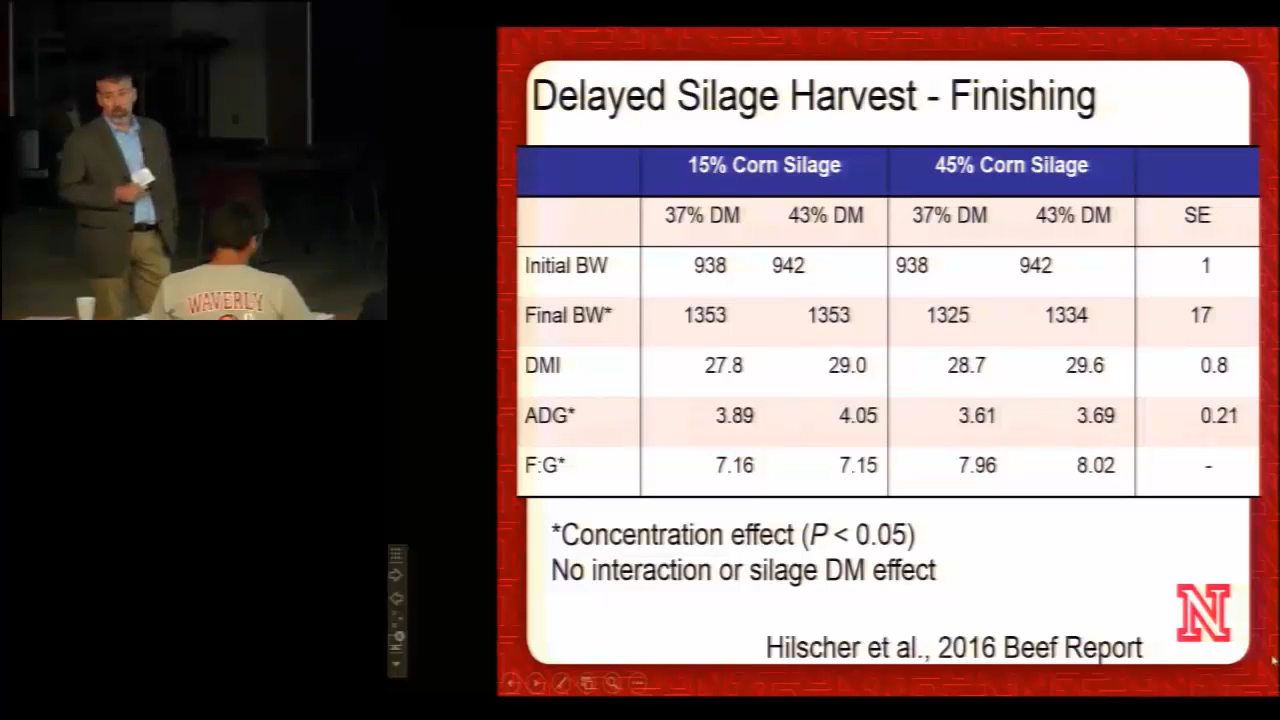 WAVERLY
Delayed Silage Harvest - Finishing
15% Corn Silage 45% Corn Silage
37% DM 43% DM 37% DM 43% DM SE
Initial BW 938 942 938 942 1
Final BW* 1353 1353 1325 1334 17
DMI 27.8 29.0 28.7 29.6 0.8
ADG* 3.89 4.05 3.61 3.69 0.21
F:G* 7.16 7.15 7.96 8.02 -
*Concentration effect (P < 0.05)
No interaction or silage DM effect
N
Hilscher et al., 2016 Beef Report